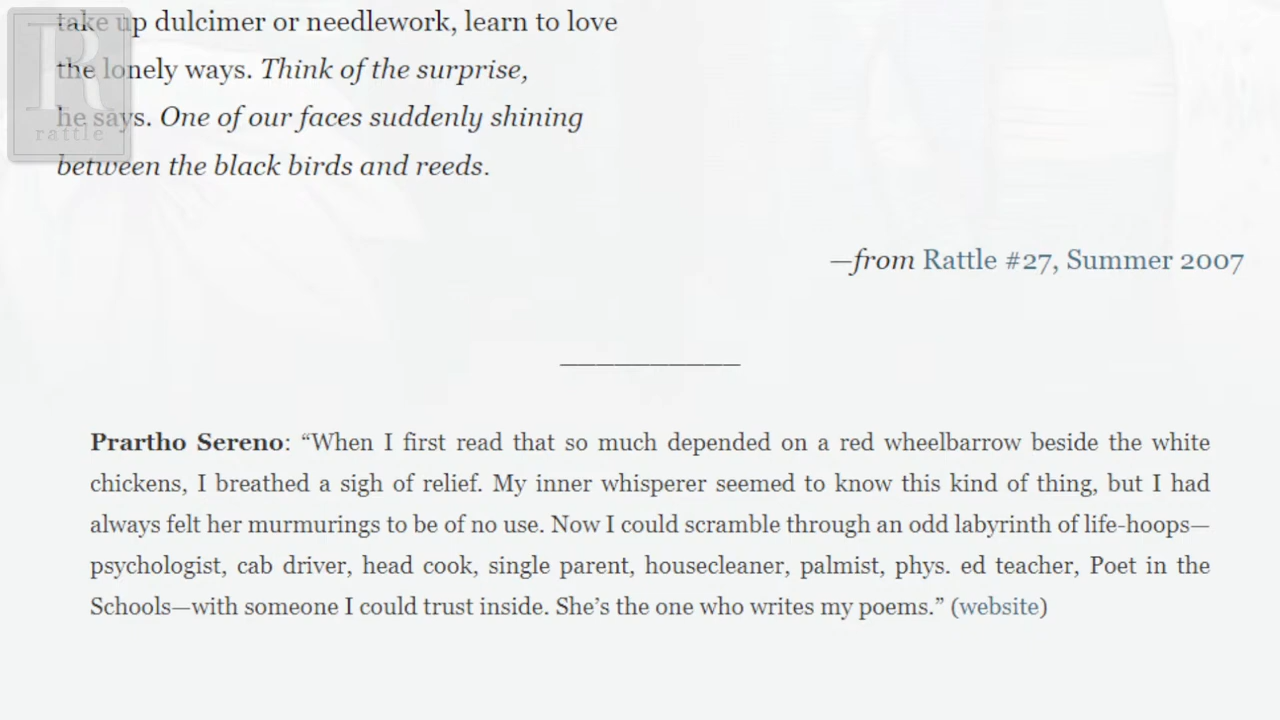 take up dulcimer or needlework, learn to love
the lonely ways. Think of the surprise,
he says. One of our faces suddenly shining
between the black birds and reeds.
R
rattle
—from Rattle #27, Summer 2007
__________
Prartho Sereno: “When I first read that so much depended on a red wheelbarrow beside the white
chickens, I breathed a sigh of relief. My inner whisperer seemed to know this kind of thing, but I had
always felt her murmurings to be of no use. Now I could scramble through an odd labyrinth of life-hoops—
psychologist, cab driver, head cook, single parent, housecleaner, palmist, phys. ed teacher, Poet in the
Schools—with someone I could trust inside. She’s the one who writes my poems.” (website)